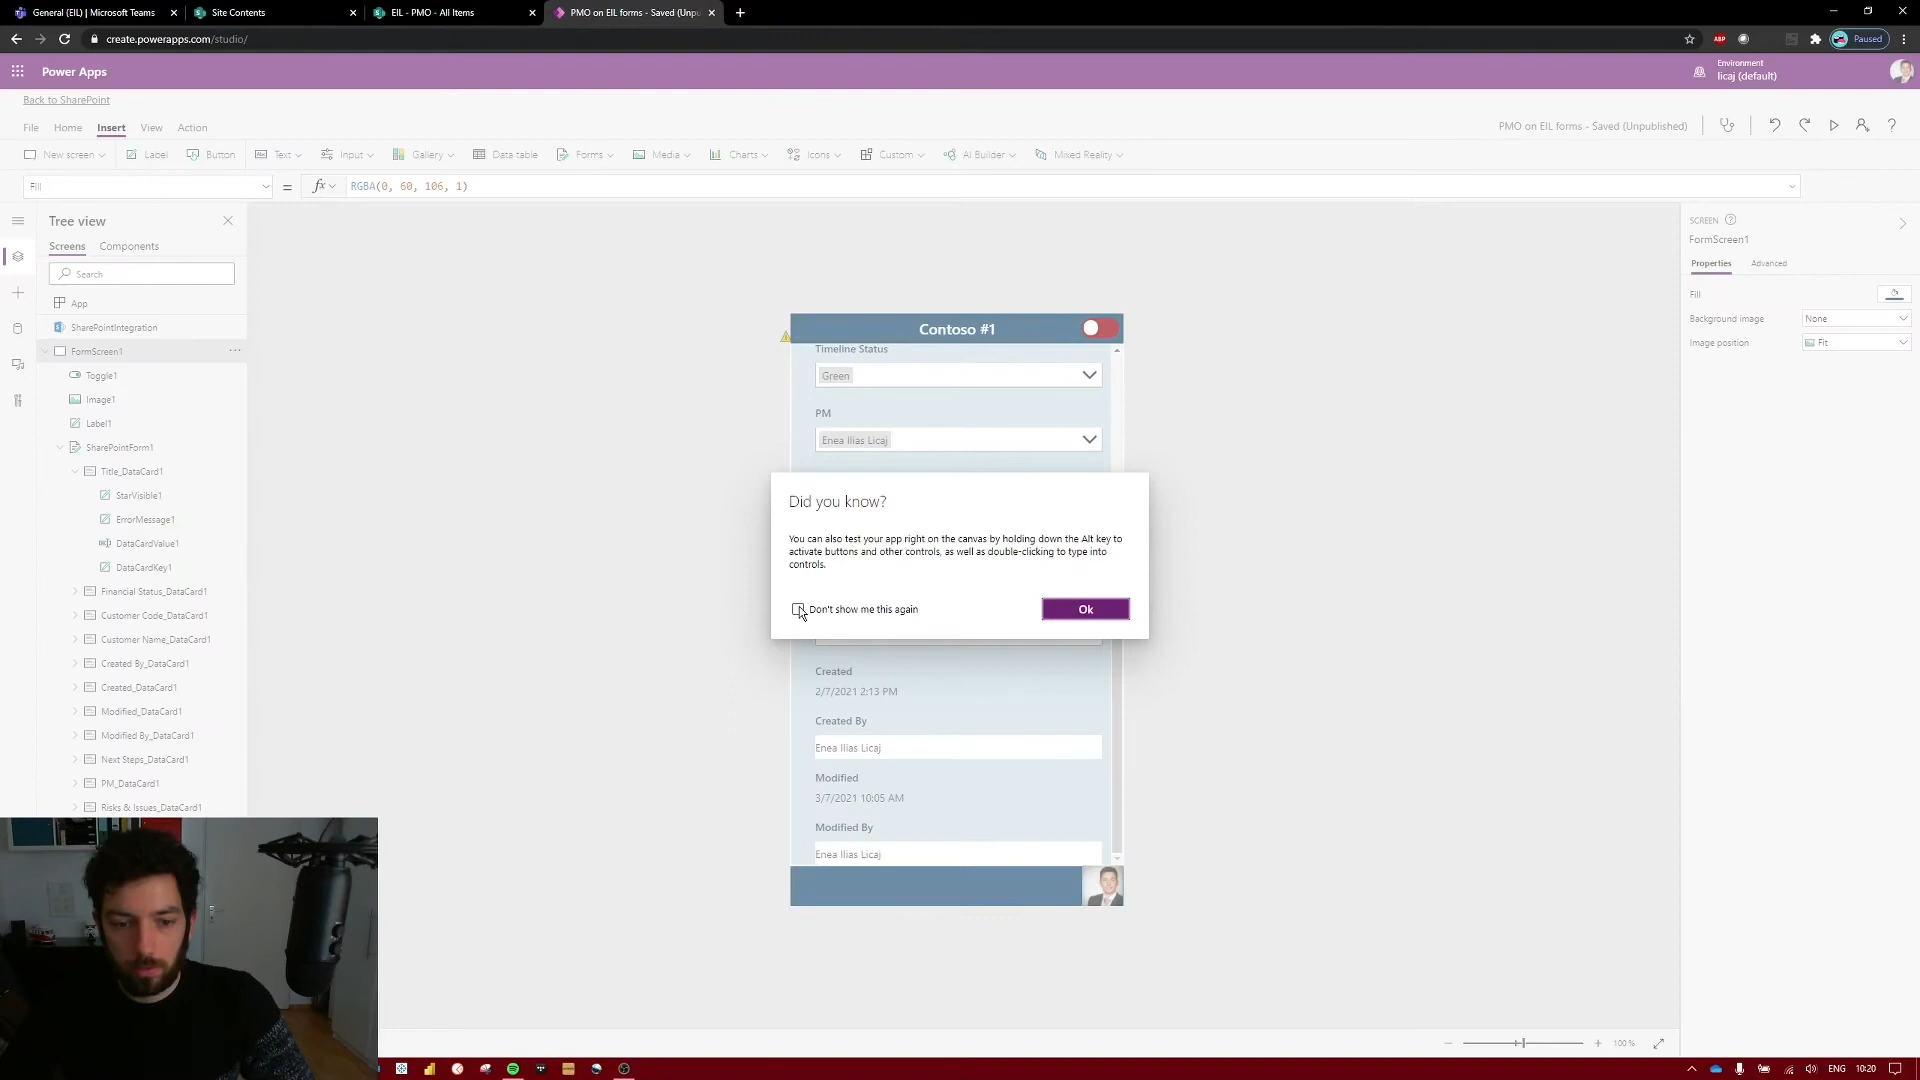 General (EIL) | Microsoft Teams
Site Contents
EIL - PMO - All Items
PMO on EIL forms - Saved (Unpu
create.powerapps.com/studio/
ABP
Paused
Power Apps
Environment
licaj (default)
Back to SharePoint
File Home Insert View Action
PMO on EIL forms - Saved (Unpublished)
New screen Label Button Text Input Gallery Data table Forms Media Charts Icons Custom AI Builder Mixed Reality
Fill = fx RGBA(0, 60, 106, 1)
Tree view
Screens Components
Search
App
SharePointIntegration
FormScreen1
Toggle1
Image1
Label1
SharePointForm1
Title_DataCard1
StarVisible1
ErrorMessage1
DataCardValue1
DataCardKey1
Financial Status_DataCard1
Customer Code_DataCard1
Customer Name_DataCard1
Created By_DataCard1
Created_DataCard1
Modified_DataCard1
Modified By_DataCard1
Next Steps_DataCard1
PM_DataCard1
Risks & Issues_DataCard1
Contoso #1
Timeline Status
Green
PM
Enea Ilias Licaj
Did you know?
You can also test your app right on the canvas by holding down the Alt key to
activate buttons and other controls, as well as double-clicking to type into
controls.
Don't show me this again
Ok
Created
2/7/2021 2:13 PM
Created By
Enea Ilias Licaj
Modified
3/7/2021 10:05 AM
Modified By
Enea Ilias Licaj
SCREEN
FormScreen1
Properties Advanced
Fill
Background image None
Image position Fit
100 %
ENG 10:20